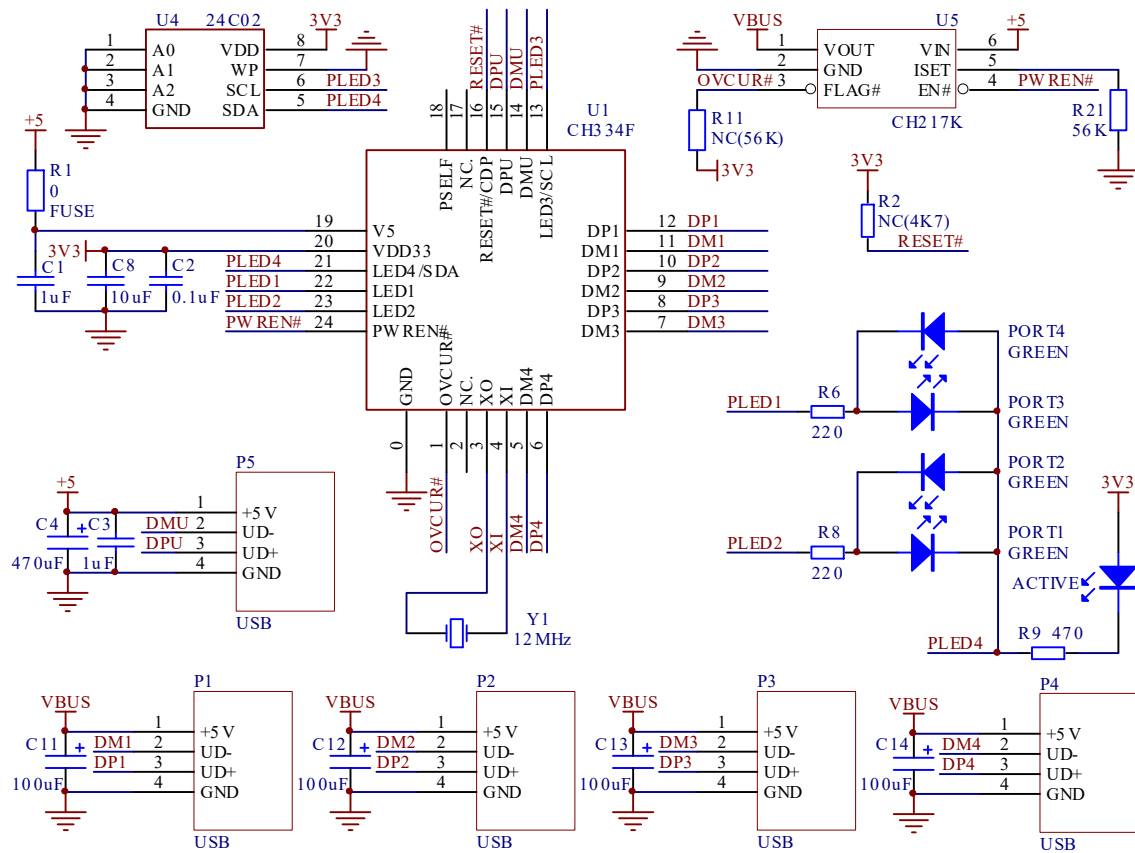 U4 24C02
1 A0 VDD 8 3V3
2 A1 WP 7
3 A2 SCL 6 PLED3
4 GND SDA 5 PLED4
RESET# DPU DMU PLED3
18 17 16 15 14 13
PSELF NC. RESET#/CDP DPU DMU LED3/SCL
U1
CH334F
VBUS U5 +5
1 VOUT VIN 6
2 GND ISET 5
OVCUR# 3 FLAG# EN# 4 PWREN#
CH217K
R11
NC(56K)
3V3
R21
56K
3V3
R2
NC(4K7)
RESET#
+5
R1
0
FUSE
19 V5
3V3 20 VDD33
PLED4 21 LED4/SDA
PLED1 22 LED1
PLED2 23 LED2
PWREN# 24 PWREN#
C1
1uF
C8
10uF
C2
0.1uF
DP1 12 DP1
DM1 11 DM1
DP2 10 DP2
DM2 9 DM2
DP3 8 DP3
DM3 7 DM3
GND OVCUR# NC. XO XI DM4 DP4
0 1 2 3 4 5 6
OVCUR# XO XI DM4 DP4
Y1
12MHz
PORT4
GREEN
PLED1 R6
220
PORT3
GREEN
PORT2
GREEN
PLED2 R8
220
PORT1
GREEN
3V3
ACTIVE
PLED4 R9 470
P5
+5
1 +5V
DMU 2 UD-
DPU 3 UD+
4 GND
C4 +
470uF
C3
1uF
USB
P1
VBUS
1 +5V
C11 + DM1 2 UD-
DP1 3 UD+
100uF 4 GND
USB
P2
VBUS
1 +5V
C12 + DM2 2 UD-
DP2 3 UD+
100uF 4 GND
USB
P3
VBUS
1 +5V
C13 + DM3 2 UD-
DP3 3 UD+
100uF 4 GND
USB
P4
VBUS
1 +5V
C14 + DM4 2 UD-
DP4 3 UD+
100uF 4 GND
USB